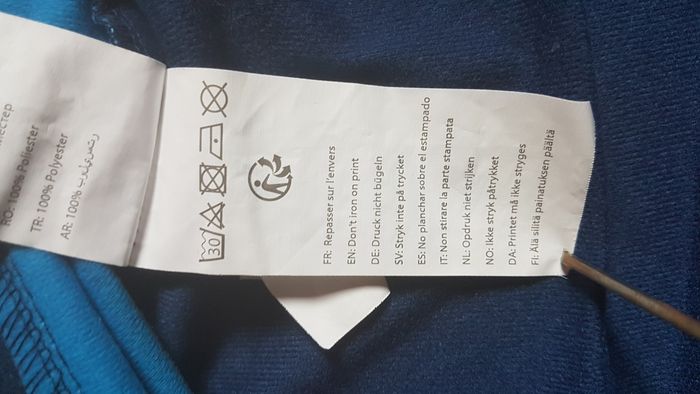 RO: 100% Poliester
TR: 100% Polyester
AR: 100% بوليستر
30
FR: Repasser sur l'envers
EN: Don't iron on print
DE: Druck nicht bügeln
SV: Stryk inte på trycket
ES: No planchar sobre el estampado
IT: Non stirare la parte stampata
NL: Opdruk niet strijken
NO: Ikke stryk påtrykket
DA: Printet må ikke stryges
FI: Älä silitä painatuksen päältä